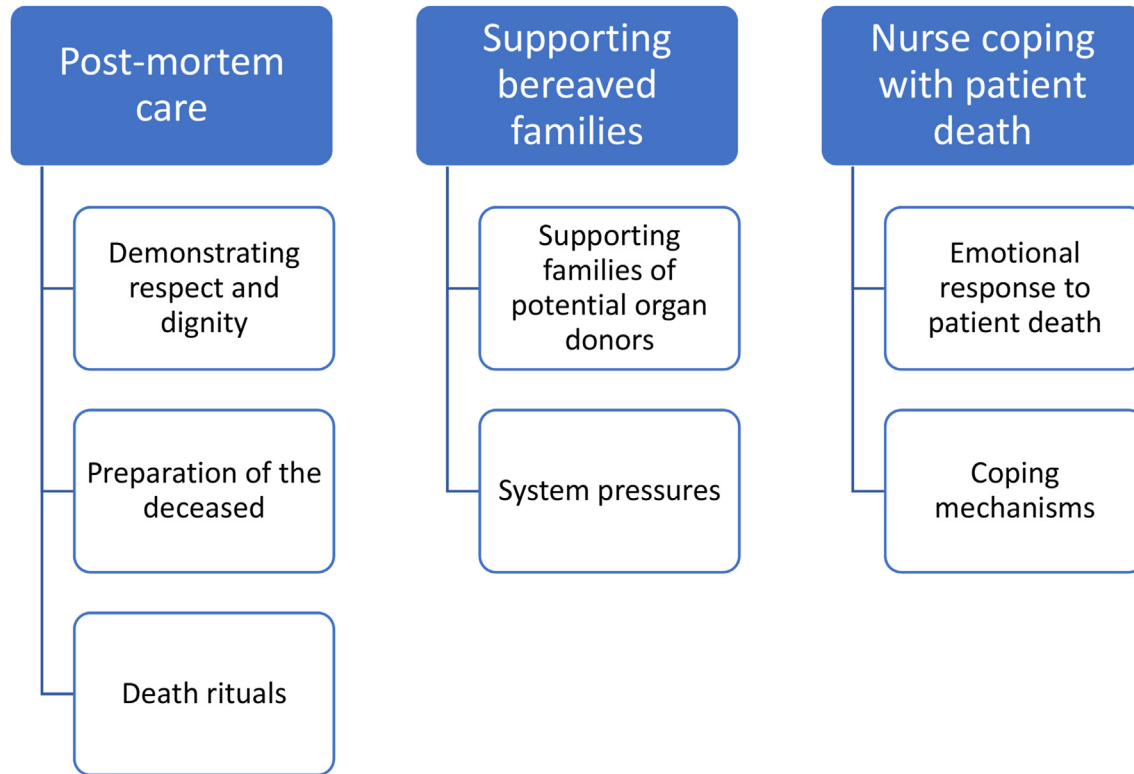 Post-mortem
care
Demonstrating
respect and
dignity
Preparation of the
deceased
Death rituals
Supporting
bereaved
families
Supporting
families of
potential organ
donors
System pressures
Nurse coping
with patient
death
Emotional
response to
patient death
Coping
mechanisms